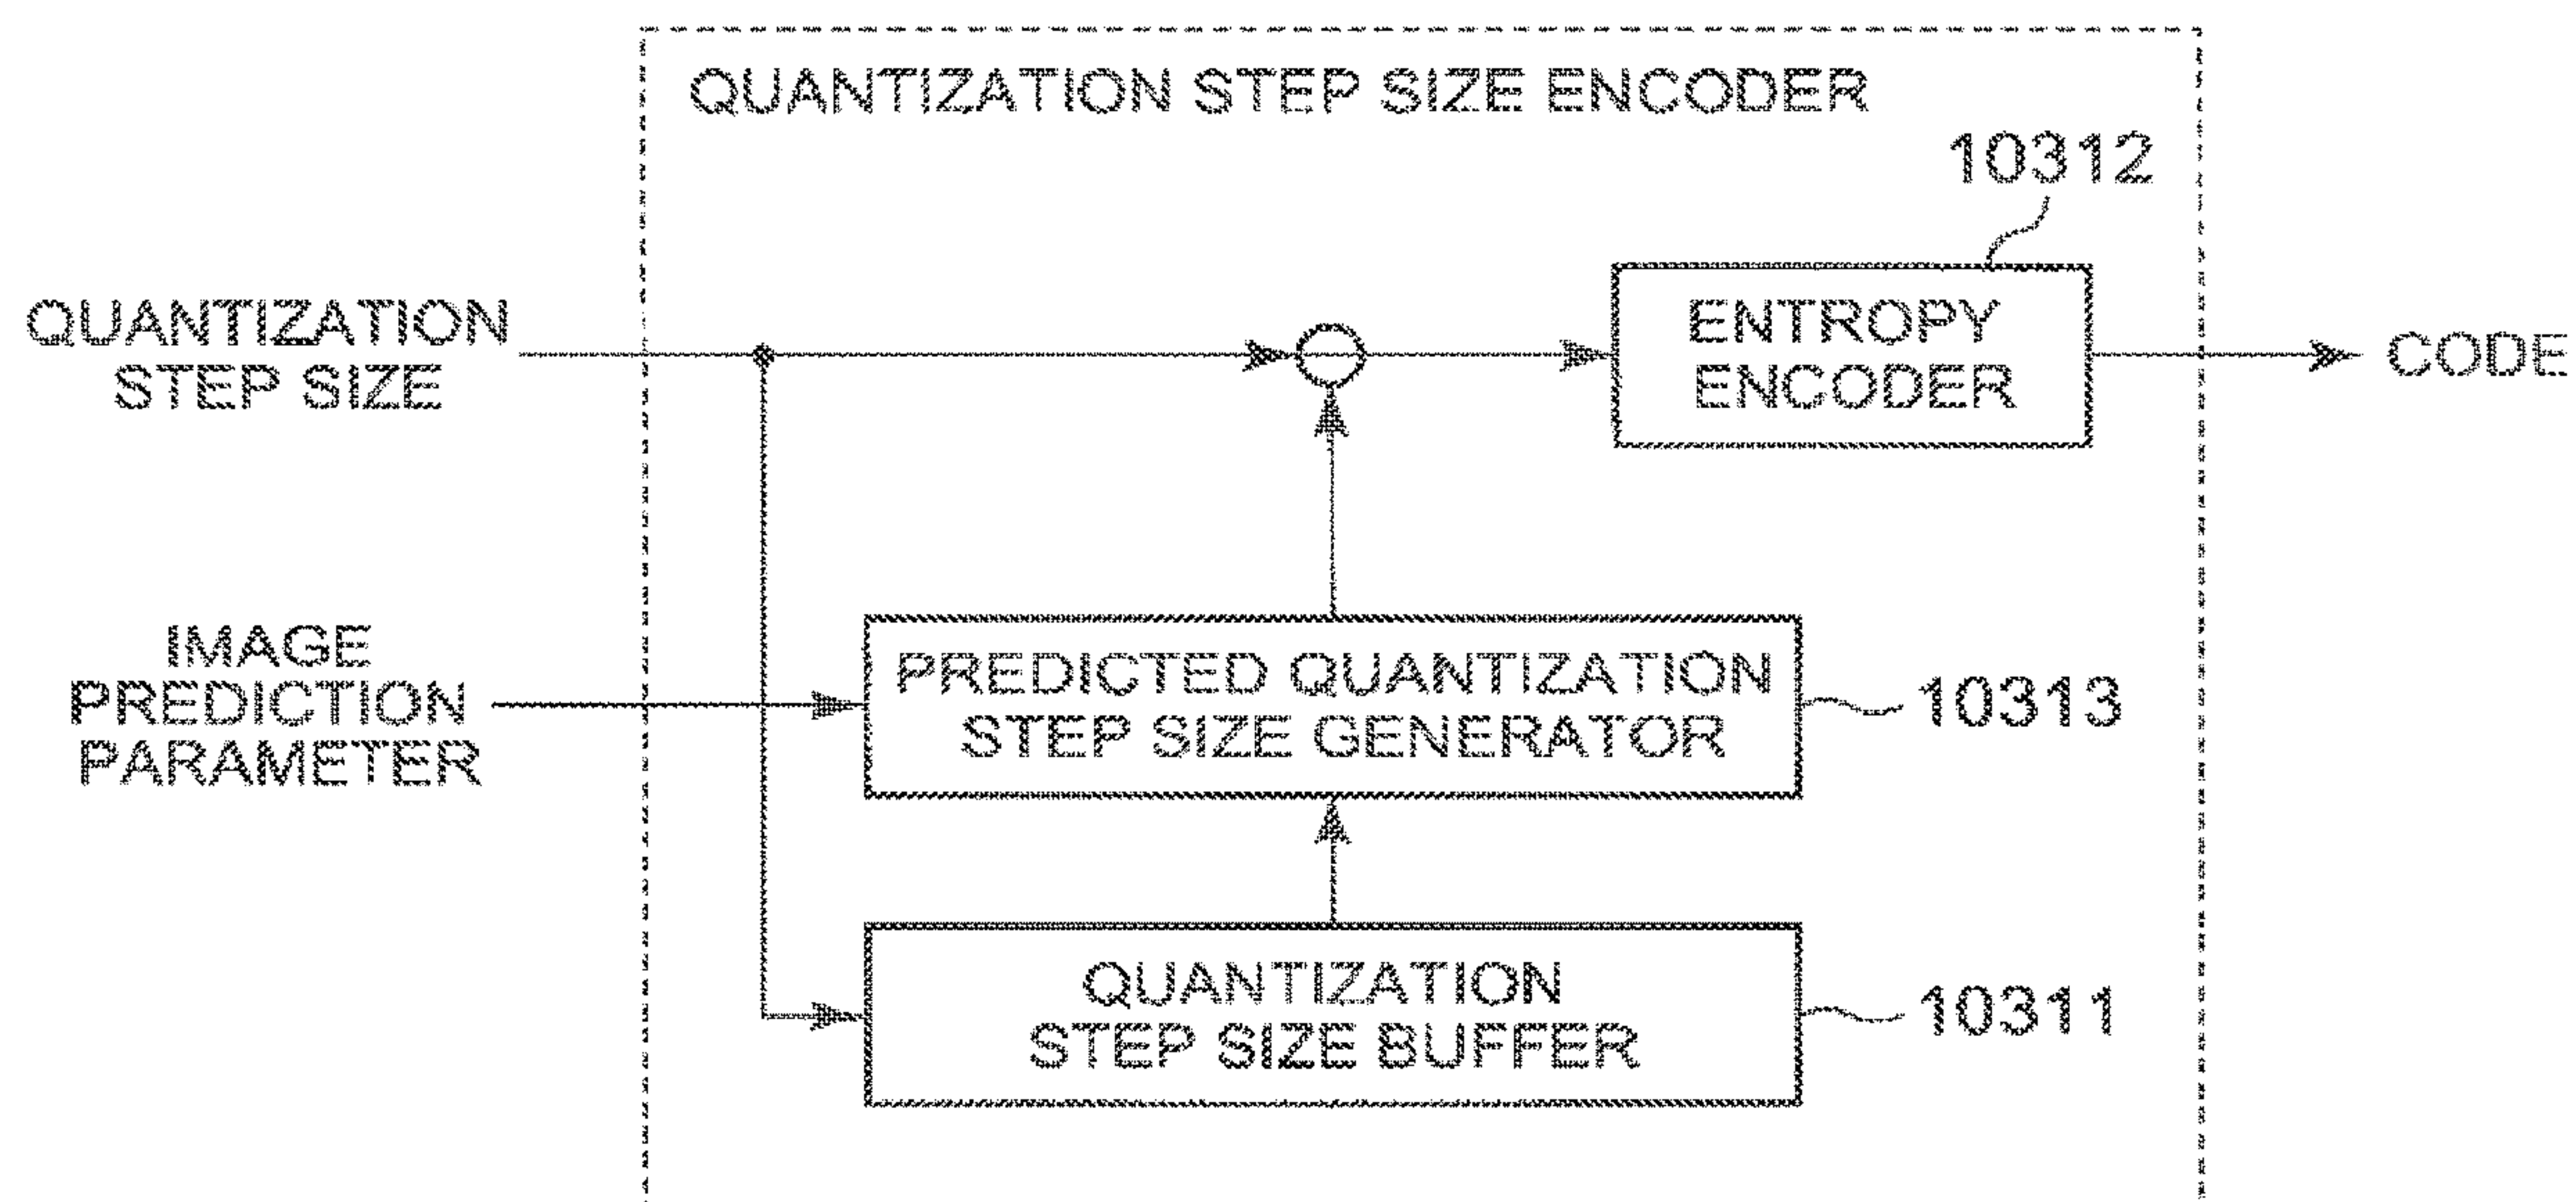 QUANTIZATION STEP SIZE ENCODER
10312
QUANTIZATION
STEP SIZE
ENTROPY
ENCODER
CODE
IMAGE
PREDICTION
PARAMETER
PREDICTED QUANTIZATION
STEP SIZE GENERATOR
10313
QUANTIZATION
STEP SIZE BUFFER
10311